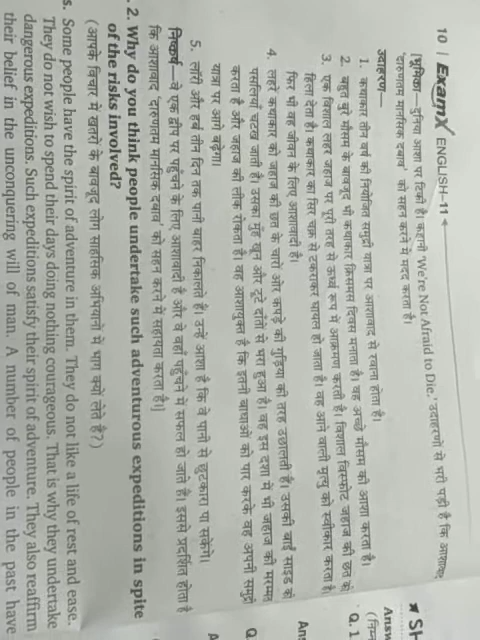 10 | ExamX ENGLISH–11
[भूमिका—दुनिया आशा पर टिकी है। कहानी 'We're Not Afraid to Die.' उदाहरणों से भरी पड़ी है कि आशावाद
'दारुणतम मानसिक दबाव' को सहन करने में मदद करता है।
उदाहरण—
1. कथाकार तीन वर्ष की नियोजित समुद्री यात्रा पर आशावाद से रवाना होता है।
2. बहुत बुरे मौसम के बावजूद भी कथाकार क्रिसमस दिवस मनाता है। वह अच्छे मौसम की आशा करता है।
3. एक विशाल लहर जहाज पर पूरी तरह से ऊर्ध्व रूप में आक्रमण करती है। विशाल विस्फोट जहाज की छत को
हिला देता है। कथाकार का सिर चक्र से टकराकर घायल हो जाता है। वह आने वाली मृत्यु को स्वीकार करता है
फिर भी वह जीवन के लिए आशावादी है।
4. लहरें कथाकार को जहाज की छत के चारों ओर, कपड़े की गुड़िया की तरह उछालती हैं। उसकी बाईं साइड की
पसलियाँ चटख जाती हैं। उसका मुँह खून और टूटे दाँतों से भरा हुआ है। वह इस दशा में भी जहाज की मरम्मत
करता है और जहाज की लीक रोकता है। वह आशायुक्त है कि इतनी बाधाओं को पार करके वह अपनी समुद्री
यात्रा पर आगे बढ़ेगा।
5. लॉरी और हर्ब तीन दिन तक पानी बाहर निकालते हैं। उन्हें आशा है कि वे पानी से छुटकारा पा सकेंगे।
निष्कर्ष—वे एक द्वीप पर पहुँचने के लिए आशावादी हैं और वे वहाँ पहुँचने में सफल हो जाते हैं। इससे प्रदर्शित होता है
कि आशावाद 'दारुणतम मानसिक दबाव' को सहन करने में सहायता करता है।]
. 2. Why do you think people undertake such adventurous expeditions in spite
of the risks involved?
(आपके विचार में खतरों के बावजूद लोग साहसिक अभियानों में भाग क्यों लेते हैं?)
s. Some people have the spirit of adventure in them. They do not like a life of rest and ease.
They do not wish to spend their days doing nothing courageous. That is why they undertake
dangerous expeditions. Such expeditions satisfy their spirit of adventure. They also reaffirm
their belief in the unconquering will of man. A number of people in the past have
SH
Answ
Q. 1
An
Q.
A